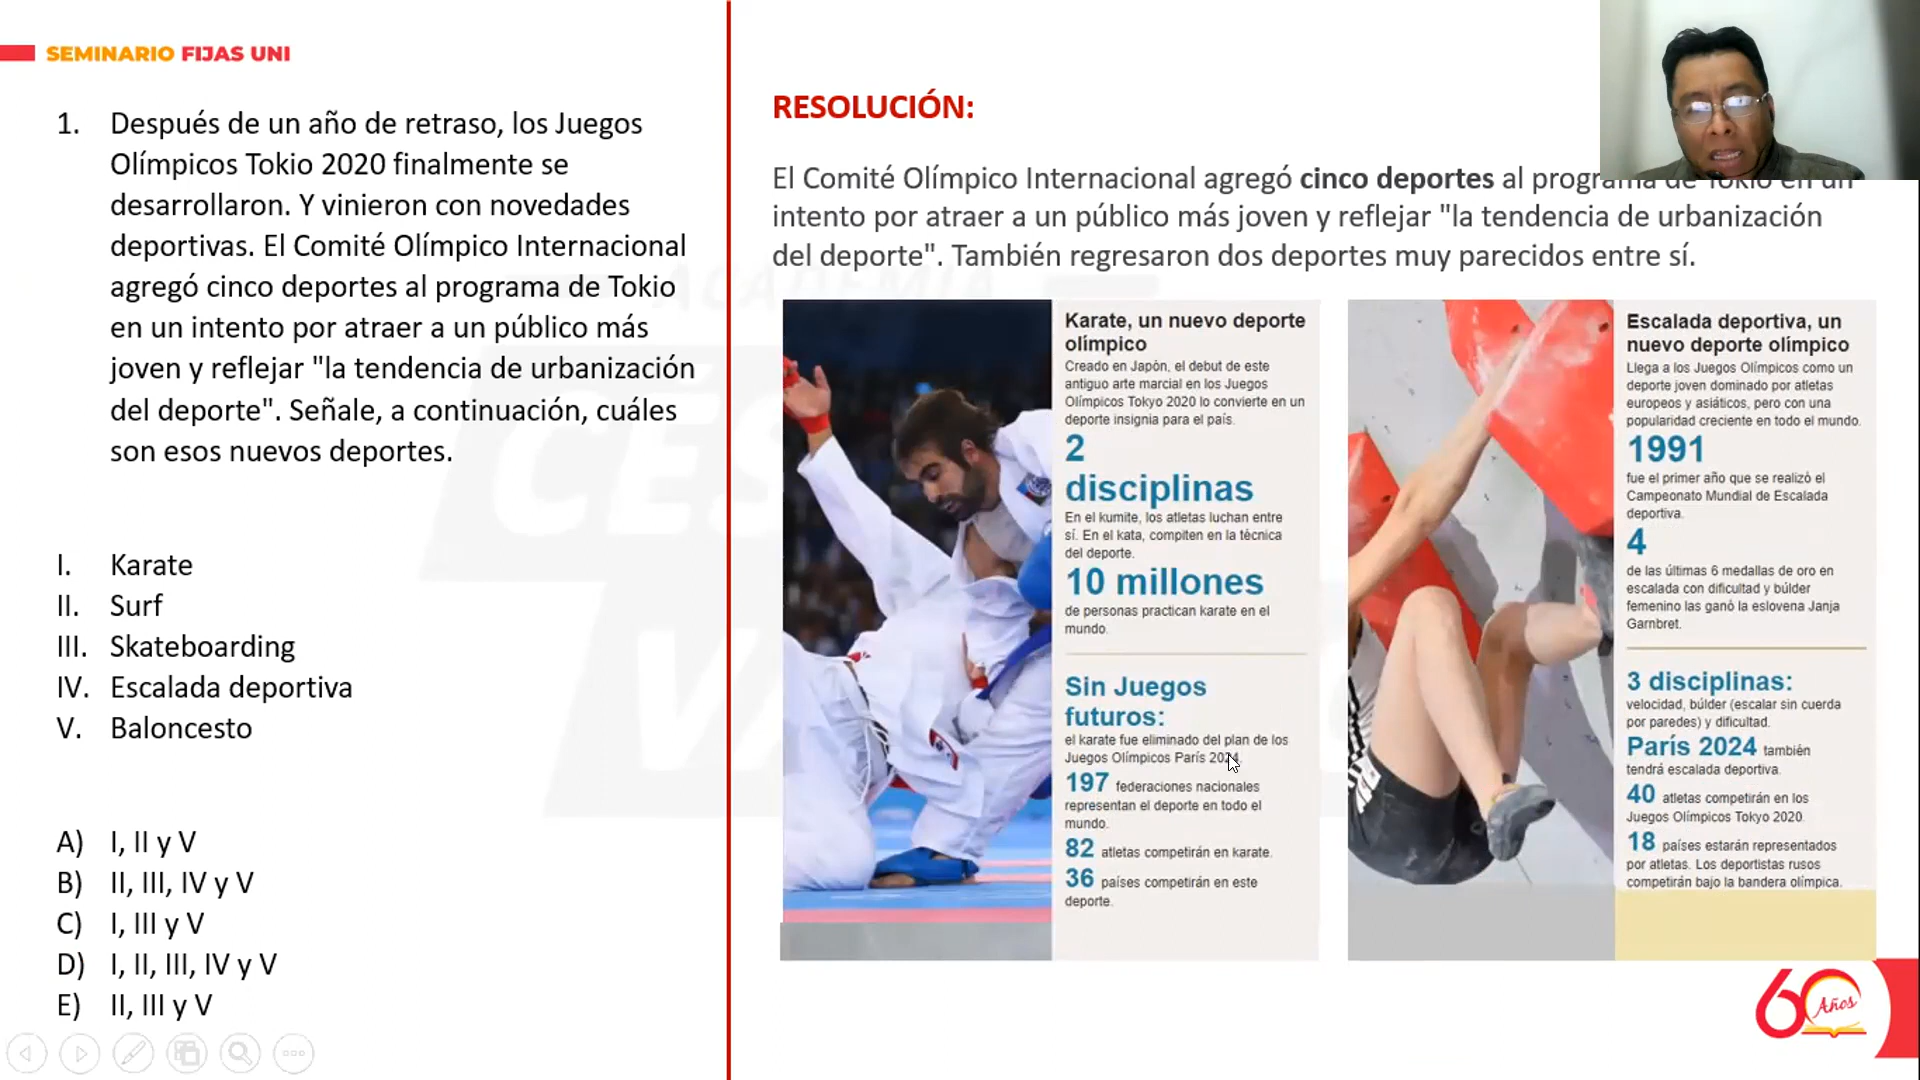 SEMINARIO FIJAS UNI
1. Después de un año de retraso, los Juegos
Olímpicos Tokio 2020 finalmente se
desarrollaron. Y vinieron con novedades
deportivas. El Comité Olímpico Internacional
agregó cinco deportes al programa de Tokio
en un intento por atraer a un público más
joven y reflejar "la tendencia de urbanización
del deporte". Señale, a continuación, cuáles
son esos nuevos deportes.
I. Karate
II. Surf
III. Skateboarding
IV. Escalada deportiva
V. Baloncesto
A) I, II y V
B) II, III, IV y V
C) I, III y V
D) I, II, III, IV y V
E) II, III y V
RESOLUCIÓN:
El Comité Olímpico Internacional agregó cinco deportes al programa de Tokio en un
intento por atraer a un público más joven y reflejar "la tendencia de urbanización
del deporte". También regresaron dos deportes muy parecidos entre sí.
Karate, un nuevo deporte
olímpico
Creado en Japón, el debut de este
antiguo arte marcial en los Juegos
Olímpicos Tokyo 2020 lo convierte en un
deporte insignia para el país.
2
disciplinas
En el kumite, los atletas luchan entre
sí. En el kata, compiten en la técnica
del deporte.
10 millones
de personas practican karate en el
mundo.
Sin Juegos
futuros:
el karate fue eliminado del plan de los
Juegos Olímpicos París 2024.
197 federaciones nacionales
representan el deporte en todo el
mundo.
82 atletas competirán en karate.
36 países competirán en este
deporte.
Escalada deportiva, un
nuevo deporte olímpico
Llega a los Juegos Olímpicos como un
deporte joven dominado por atletas
europeos y asiáticos, pero con una
popularidad creciente en todo el mundo.
1991
fue el primer año que se realizó el
Campeonato Mundial de Escalada
deportiva.
4
de las últimas 6 medallas de oro en
escalada con dificultad y búlder
femenino las ganó la eslovena Janja
Garnbret.
3 disciplinas:
velocidad, búlder (escalar sin cuerda
por paredes) y dificultad.
París 2024 también
tendrá escalada deportiva.
40 atletas competirán en los
Juegos Olímpicos Tokyo 2020.
18 países estarán representados
por atletas. Los deportistas rusos
competirán bajo la bandera olímpica.
60 Años